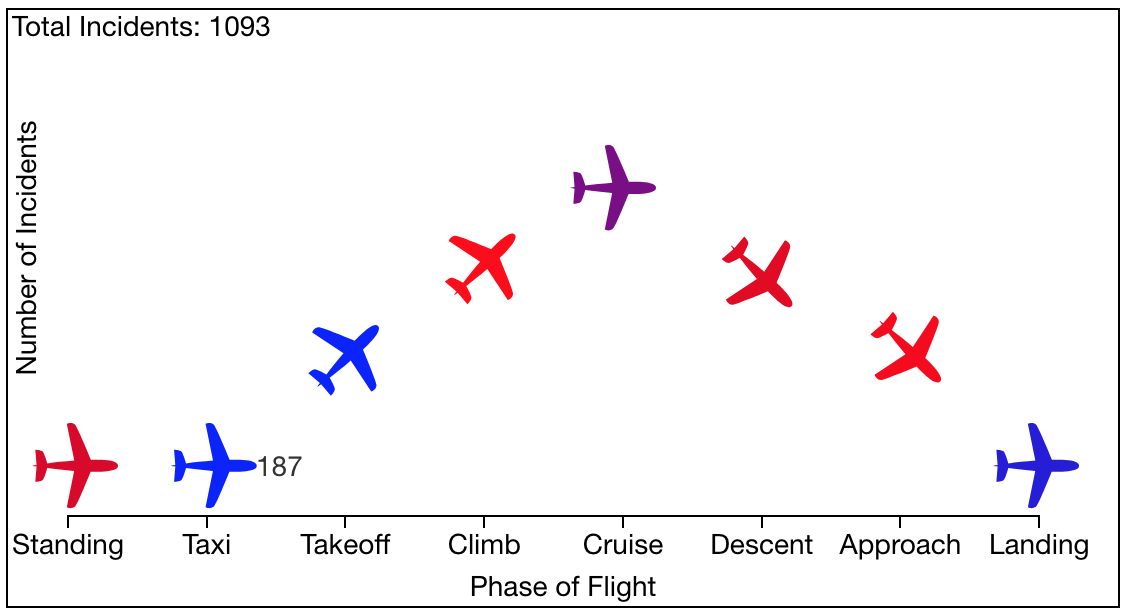 Total Incidents: 1093
Number of Incidents
187
Standing Taxi Takeoff Climb Cruise Descent Approach Landing
Phase of Flight